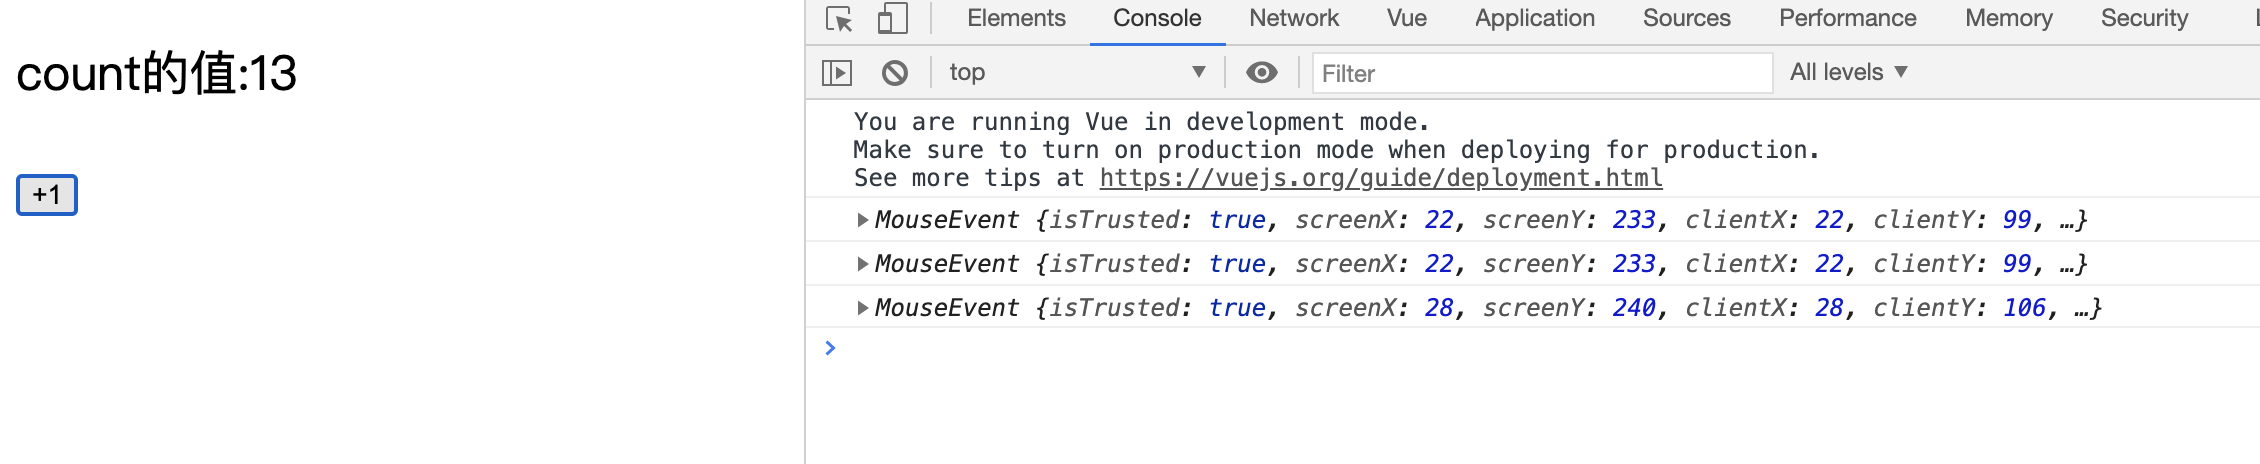 count的值:13
+1
Elements Console Network Vue Application Sources Performance Memory Security
top Filter All levels
You are running Vue in development mode.
Make sure to turn on production mode when deploying for production.
See more tips at https://vuejs.org/guide/deployment.html
MouseEvent {isTrusted: true, screenX: 22, screenY: 233, clientX: 22, clientY: 99, …}
MouseEvent {isTrusted: true, screenX: 22, screenY: 233, clientX: 22, clientY: 99, …}
MouseEvent {isTrusted: true, screenX: 28, screenY: 240, clientX: 28, clientY: 106, …}